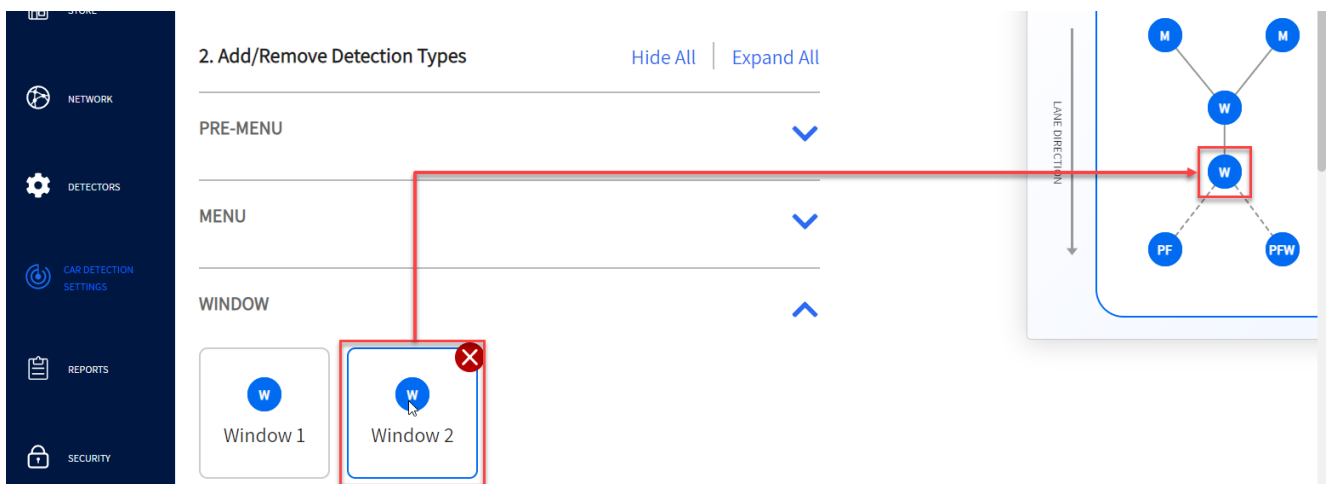 STORE
NETWORK
DETECTORS
CAR DETECTION
SETTINGS
REPORTS
SECURITY
2. Add/Remove Detection Types
Hide All
Expand All
PRE-MENU
MENU
WINDOW
W
Window 1
W
Window 2
LANE DIRECTION
M
M
W
W
PF
PFW